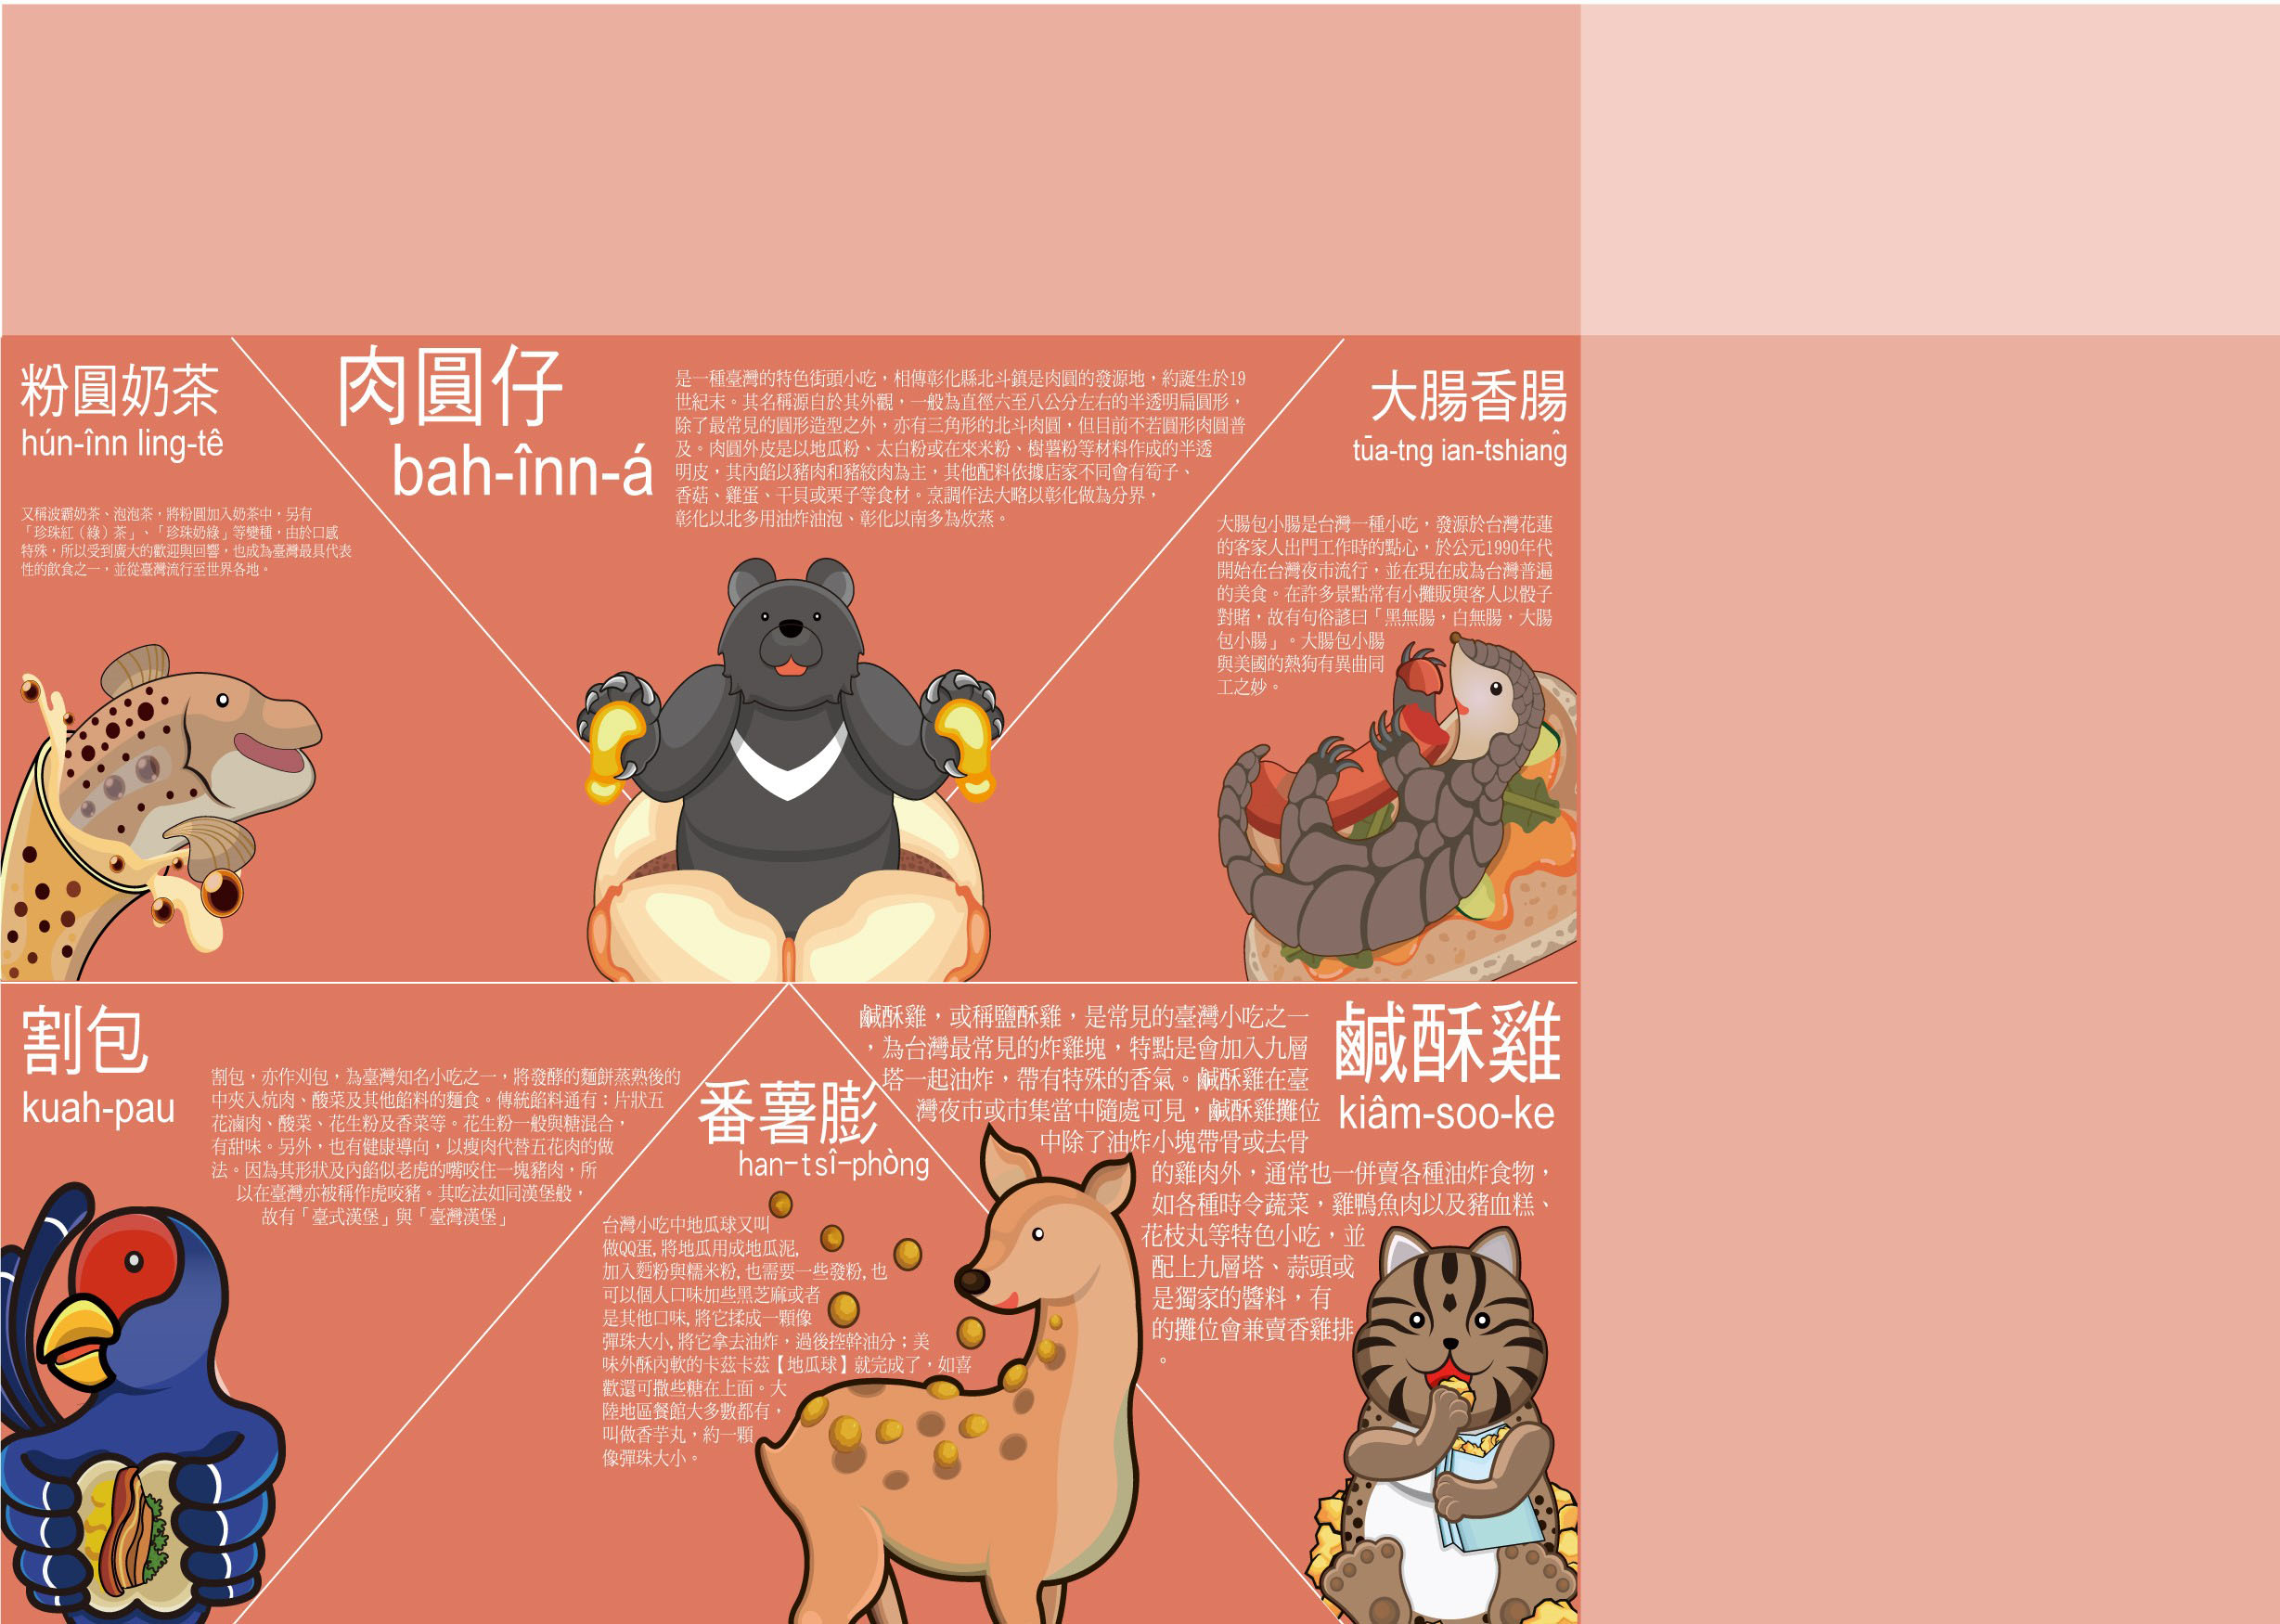 粉圓奶茶
hún-înn ling-tê
又稱波霸奶茶、泡泡茶，將粉圓加入奶茶中，另有
「珍珠紅（綠）茶」、「珍珠奶綠」等變種，由於口感
特殊，所以受到廣大的歡迎與回響，也成為臺灣最具代表
性的飲食之一，並從臺灣流行至世界各地。
肉圓仔
bah-înn-á
是一種臺灣的特色街頭小吃，相傳彰化縣北斗鎮是肉圓的發源地，約誕生於19
世紀末。其名稱源自於其外觀，一般為直徑六至八公分左右的半透明扁圓形，
除了最常見的圓形造型之外，亦有三角形的北斗肉圓，但目前不若圓形肉圓普
及。肉圓外皮是以地瓜粉、太白粉或在來米粉、樹薯粉等材料作成的半透
明皮，其內餡以豬肉和豬絞肉為主，其他配料依據店家不同會有筍子、
香菇、雞蛋、干貝或栗子等食材。烹調作法大略以彰化做為分界，
彰化以北多用油炸油泡、彰化以南多為炊蒸。
大腸香腸
tūa-tng ian-tshiang̑
大腸包小腸是台灣一種小吃，發源於台灣花蓮
的客家人出門工作時的點心，於公元1990年代
開始在台灣夜市流行，並在現在成為台灣普遍
的美食。在許多景點常有小攤販與客人以骰子
對賭，故有句俗諺曰「黑無腸，白無腸，大腸
包小腸」。大腸包小腸
與美國的熱狗有異曲同
工之妙。
割包
kuah-pau
割包，亦作刈包，為臺灣知名小吃之一，將發酵的麵餅蒸熟後的
中夾入炕肉、酸菜及其他餡料的麵食。傳統餡料通有：片狀五
花滷肉、酸菜、花生粉及香菜等。花生粉一般與糖混合，
有甜味。另外，也有健康導向，以瘦肉代替五花肉的做
法。因為其形狀及內餡似老虎的嘴咬住一塊豬肉，所
以在臺灣亦被稱作虎咬豬。其吃法如同漢堡般，
故有「臺式漢堡」與「臺灣漢堡」
番薯膨
han-tsî-phòng
台灣小吃中地瓜球又叫
做QQ蛋,將地瓜用成地瓜泥,
加入麪粉與糯米粉,也需要一些發粉,也
可以個人口味加些黑芝麻或者
是其他口味,將它揉成一顆像
彈珠大小,將它拿去油炸，過後控幹油分；美
味外酥內軟的卡茲卡茲【地瓜球】就完成了，如喜
歡還可撒些糖在上面。大
陸地區餐館大多數都有，
叫做香芋丸，約一顆
像彈珠大小。
鹹酥雞
kiâm-soo-ke
鹹酥雞，或稱鹽酥雞，是常見的臺灣小吃之一
，為台灣最常見的炸雞塊，特點是會加入九層
塔一起油炸，帶有特殊的香氣。鹹酥雞在臺
灣夜市或市集當中隨處可見，鹹酥雞攤位
中除了油炸小塊帶骨或去骨
的雞肉外，通常也一併賣各種油炸食物，
如各種時令蔬菜，雞鴨魚肉以及豬血糕、
花枝丸等特色小吃，並
配上九層塔、蒜頭或
是獨家的醬料，有
的攤位會兼賣香雞排
。